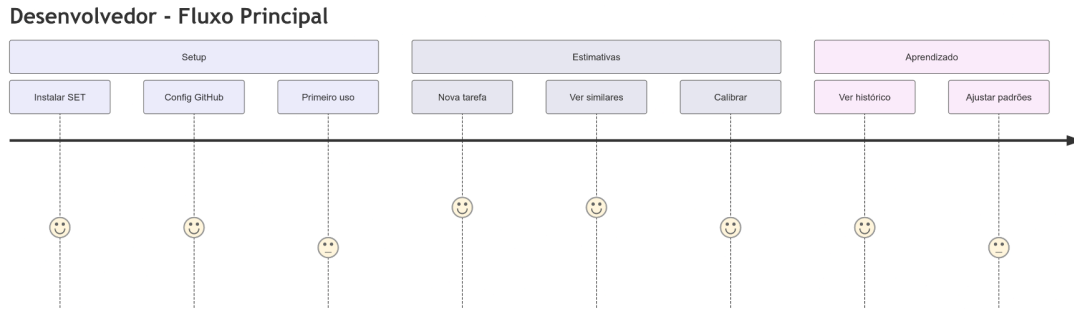 Desenvolvedor - Fluxo Principal
Setup
Estimativas
Aprendizado
Instalar SET
Config GitHub
Primeiro uso
Nova tarefa
Ver similares
Calibrar
Ver histórico
Ajustar padrões